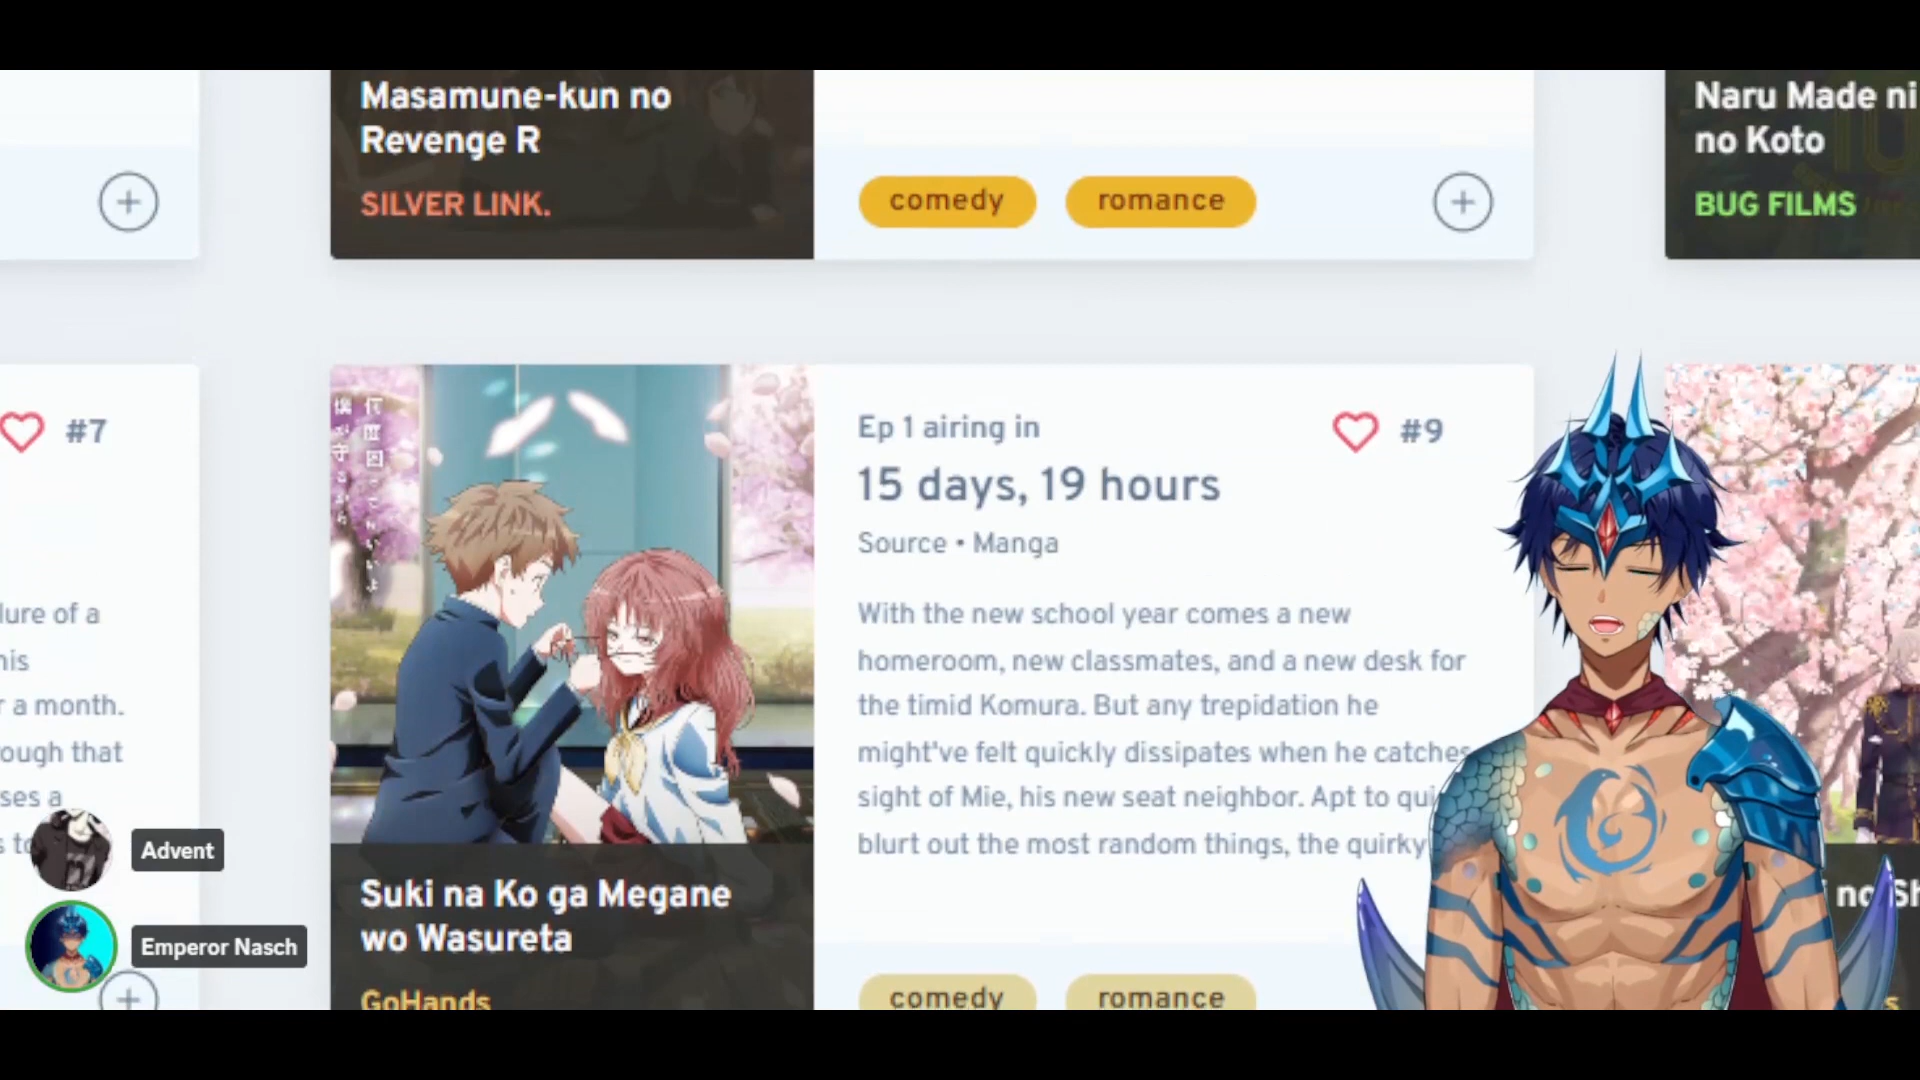 Masamune-kun no
Revenge R
SILVER LINK.
comedy
romance
Naru Made ni
no Koto
BUG FILMS
#7
lure of a
his
r a month.
ough that
ses a
s to
Ep 1 airing in
#9
15 days, 19 hours
Source • Manga
With the new school year comes a new
homeroom, new classmates, and a new desk for
the timid Komura. But any trepidation he
might've felt quickly dissipates when he catches
sight of Mie, his new seat neighbor. Apt to qui
blurt out the most random things, the quirky
Suki na Ko ga Megane
wo Wasureta
GoHands
comedy
romance
Advent
Emperor Nasch